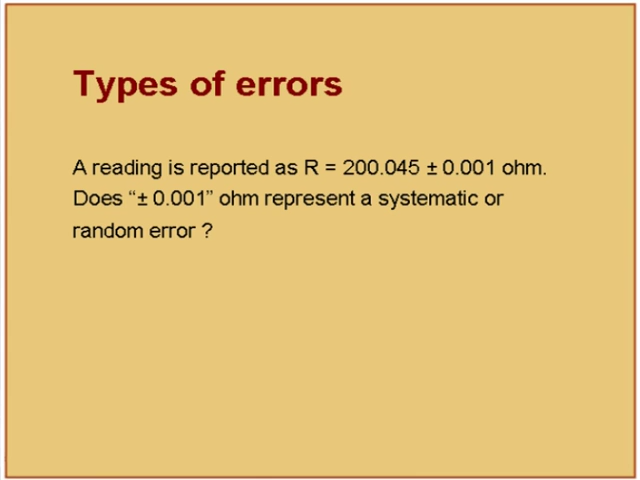 Types of errors
A reading is reported as R = 200.045 ± 0.001 ohm.
Does “± 0.001” ohm represent a systematic or
random error ?